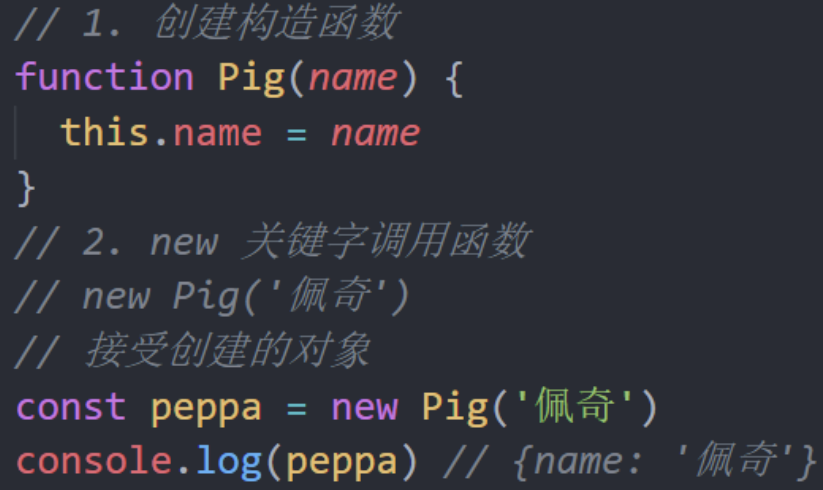 // 1. 创建构造函数
function Pig(name) {
  this.name = name
}
// 2. new 关键字调用函数
// new Pig('佩奇')
// 接受创建的对象
const peppa = new Pig('佩奇')
console.log(peppa) // {name: '佩奇'}